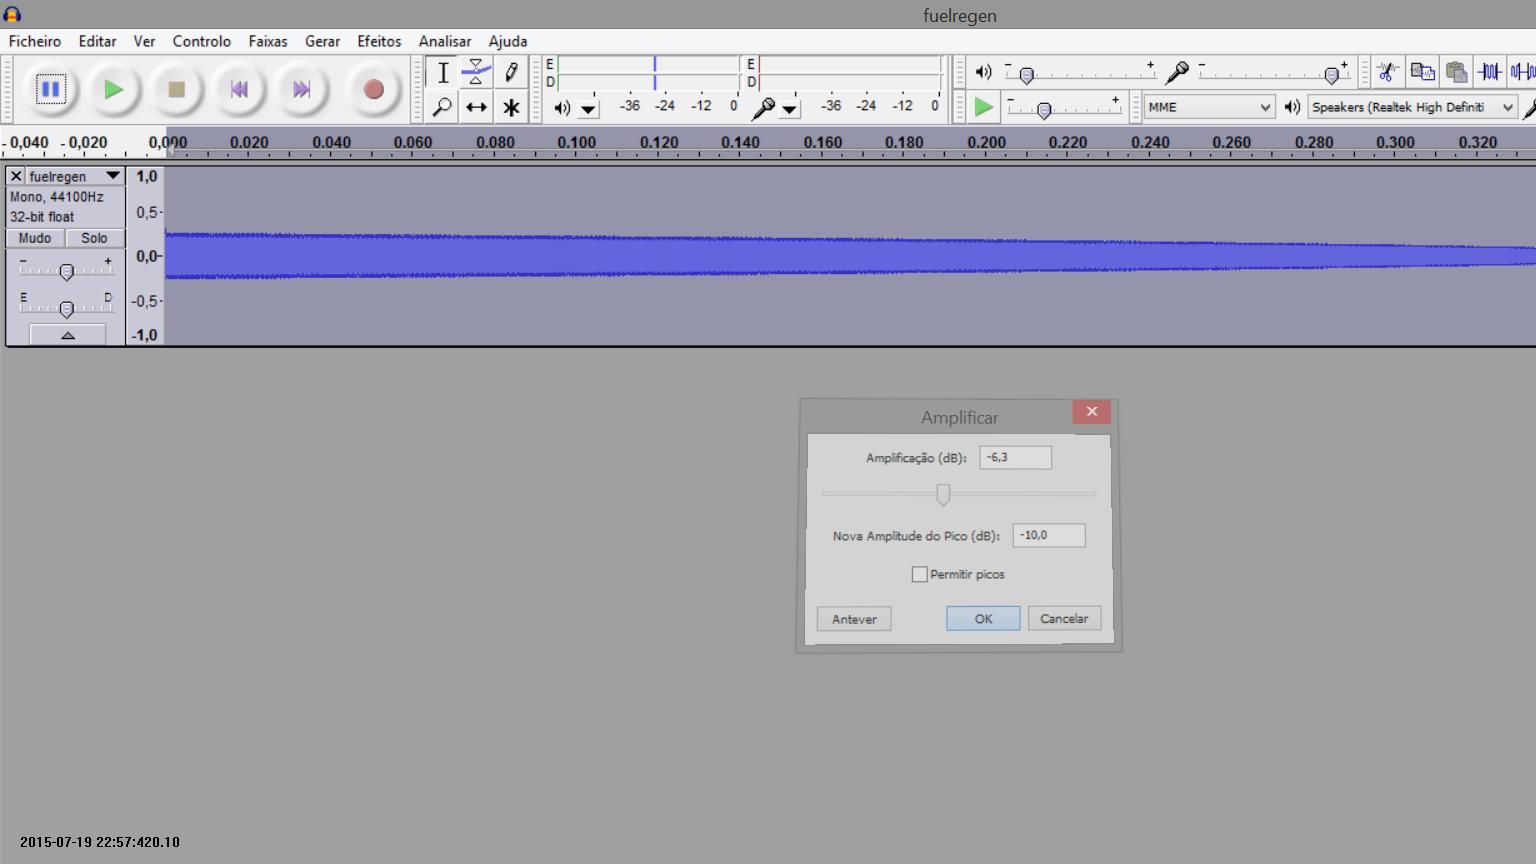 fuelregen
Ficheiro Editar Ver Controlo Faixas Gerar Efeitos Analisar Ajuda
E
D
-36 -24 -12 0
E
D
-36 -24 -12 0
- +
- +
- +
MME
Speakers (Realtek High Definiti
- 0,040 - 0,020 0,000 0.020 0.040 0.060 0.080 0.100 0.120 0.140 0.160 0.180 0.200 0.220 0.240 0.260 0.280 0.300 0.320
fuelregen
Mono, 44100Hz
32-bit float
Mudo Solo
- +
E D
1,0
0,5-
0,0-
-0,5-
-1,0
Amplificar
Amplificação (dB): -6,3
Nova Amplitude do Pico (dB): -10,0
Permitir picos
Antever OK Cancelar
2015-07-19 22:57:420.10